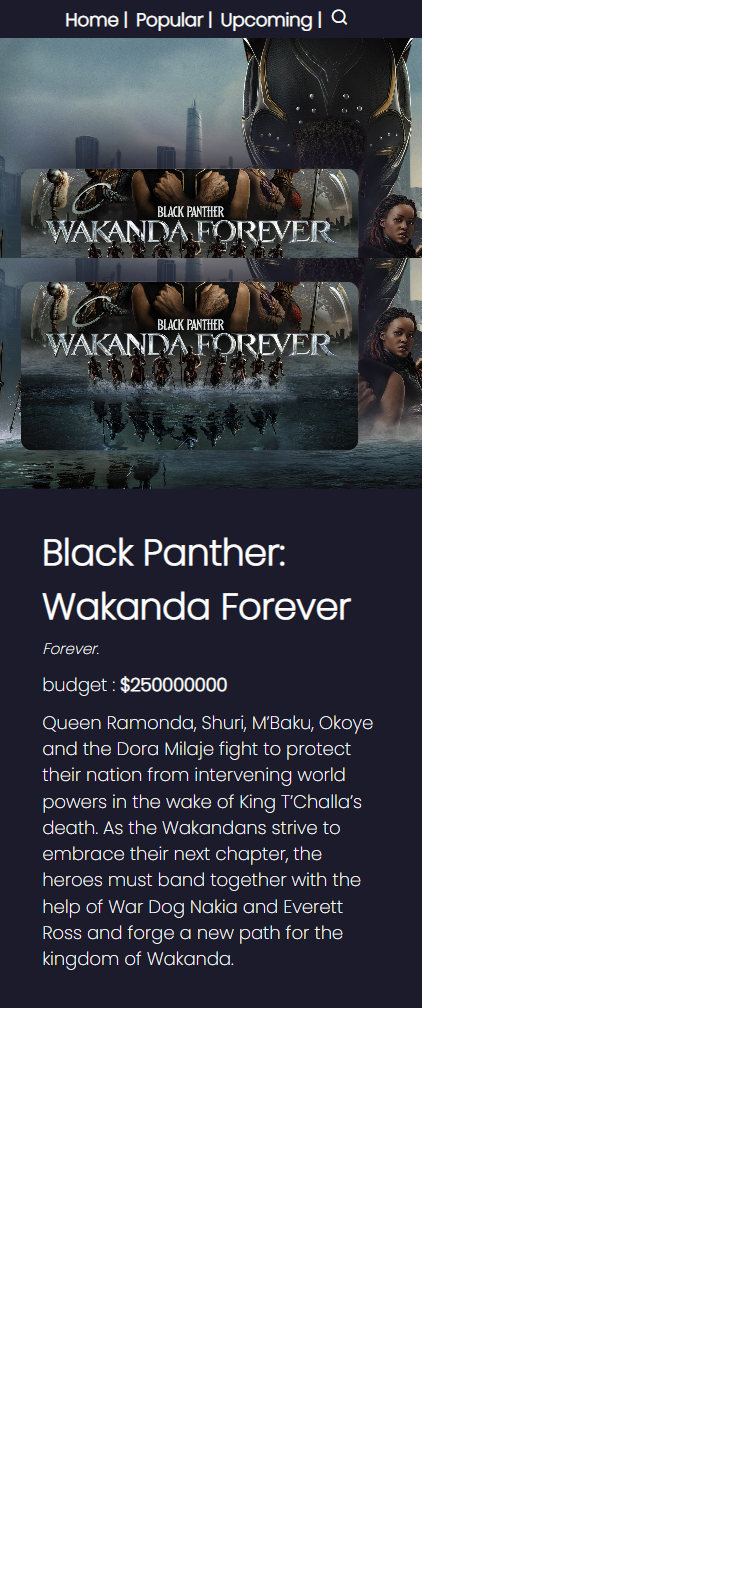 Home | Popular | Upcoming |
BLACK PANTHER
WAKANDA FOREVER
BLACK PANTHER
WAKANDA FOREVER
Black Panther:
Wakanda Forever
Forever.
budget : $250000000
Queen Ramonda, Shuri, M’Baku, Okoye
and the Dora Milaje fight to protect
their nation from intervening world
powers in the wake of King T’Challa’s
death. As the Wakandans strive to
embrace their next chapter, the
heroes must band together with the
help of War Dog Nakia and Everett
Ross and forge a new path for the
kingdom of Wakanda.